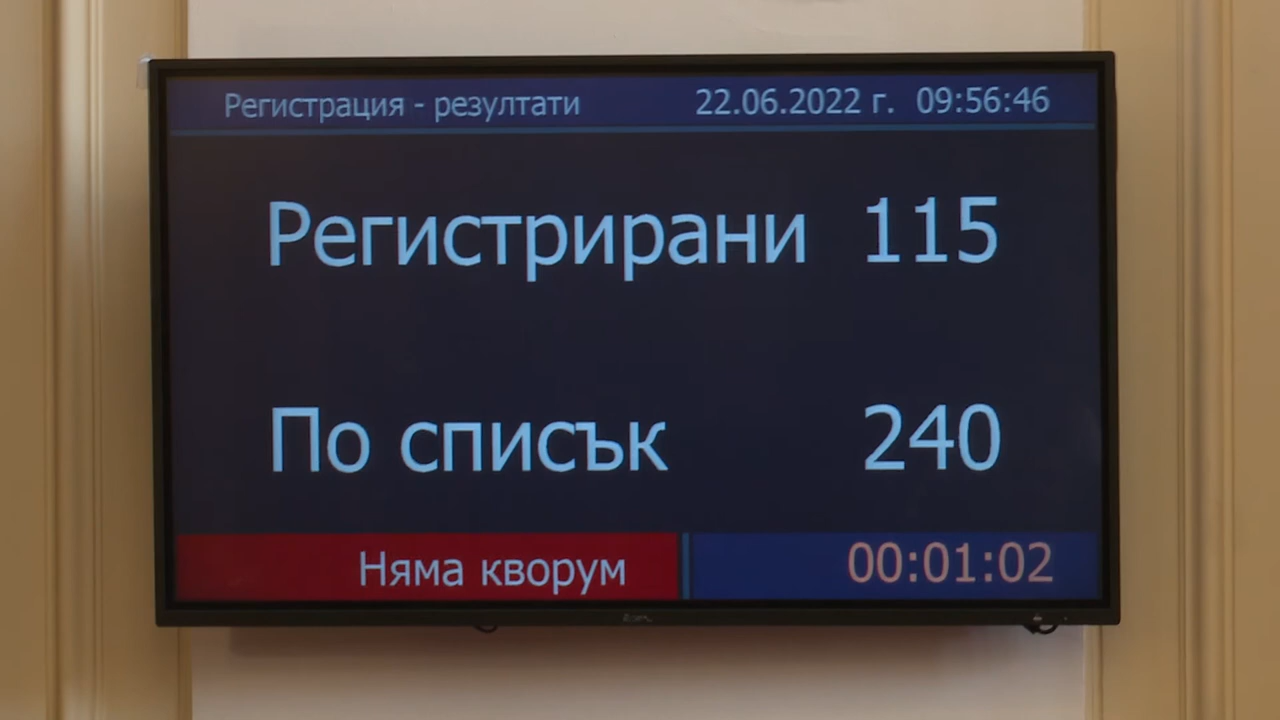 Регистрация - резултати 22.06.2022 г. 09:56:46
Регистрирани 115
По списък 240
Няма кворум 00:01:02